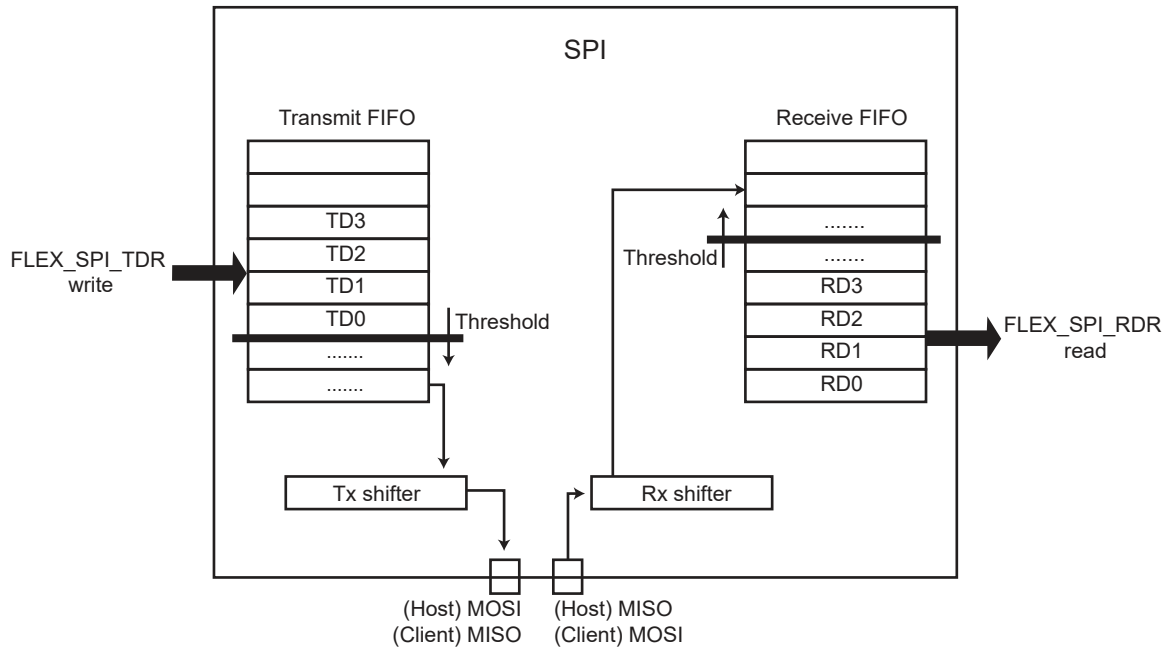 SPI
Transmit FIFO
TD3
TD2
TD1
TD0
.......
.......
FLEX_SPI_TDR
write
Threshold
Receive FIFO
.......
.......
RD3
RD2
RD1
RD0
Threshold
FLEX_SPI_RDR
read
Tx shifter
Rx shifter
(Host) MOSI
(Client) MISO
(Host) MISO
(Client) MOSI